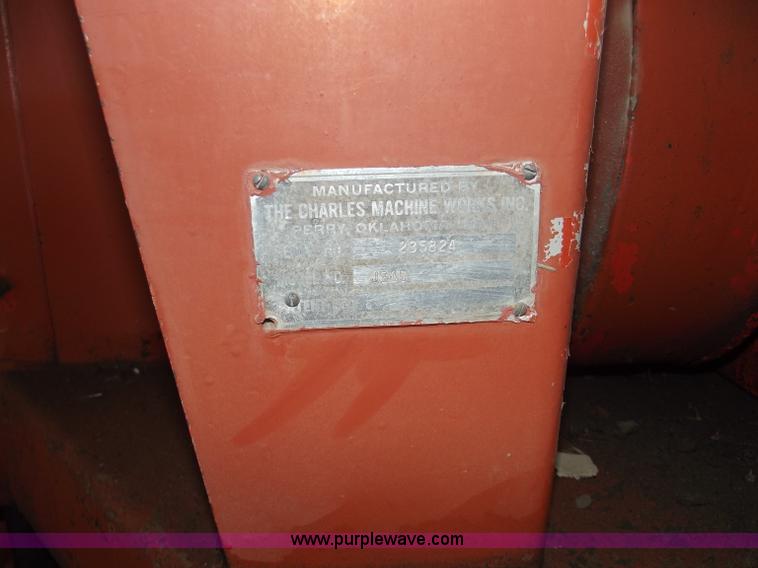 MANUFACTURED BY
THE CHARLES MACHINE WORKS INC.
PERRY, OKLAHOMA
235824
www.purplewave.com